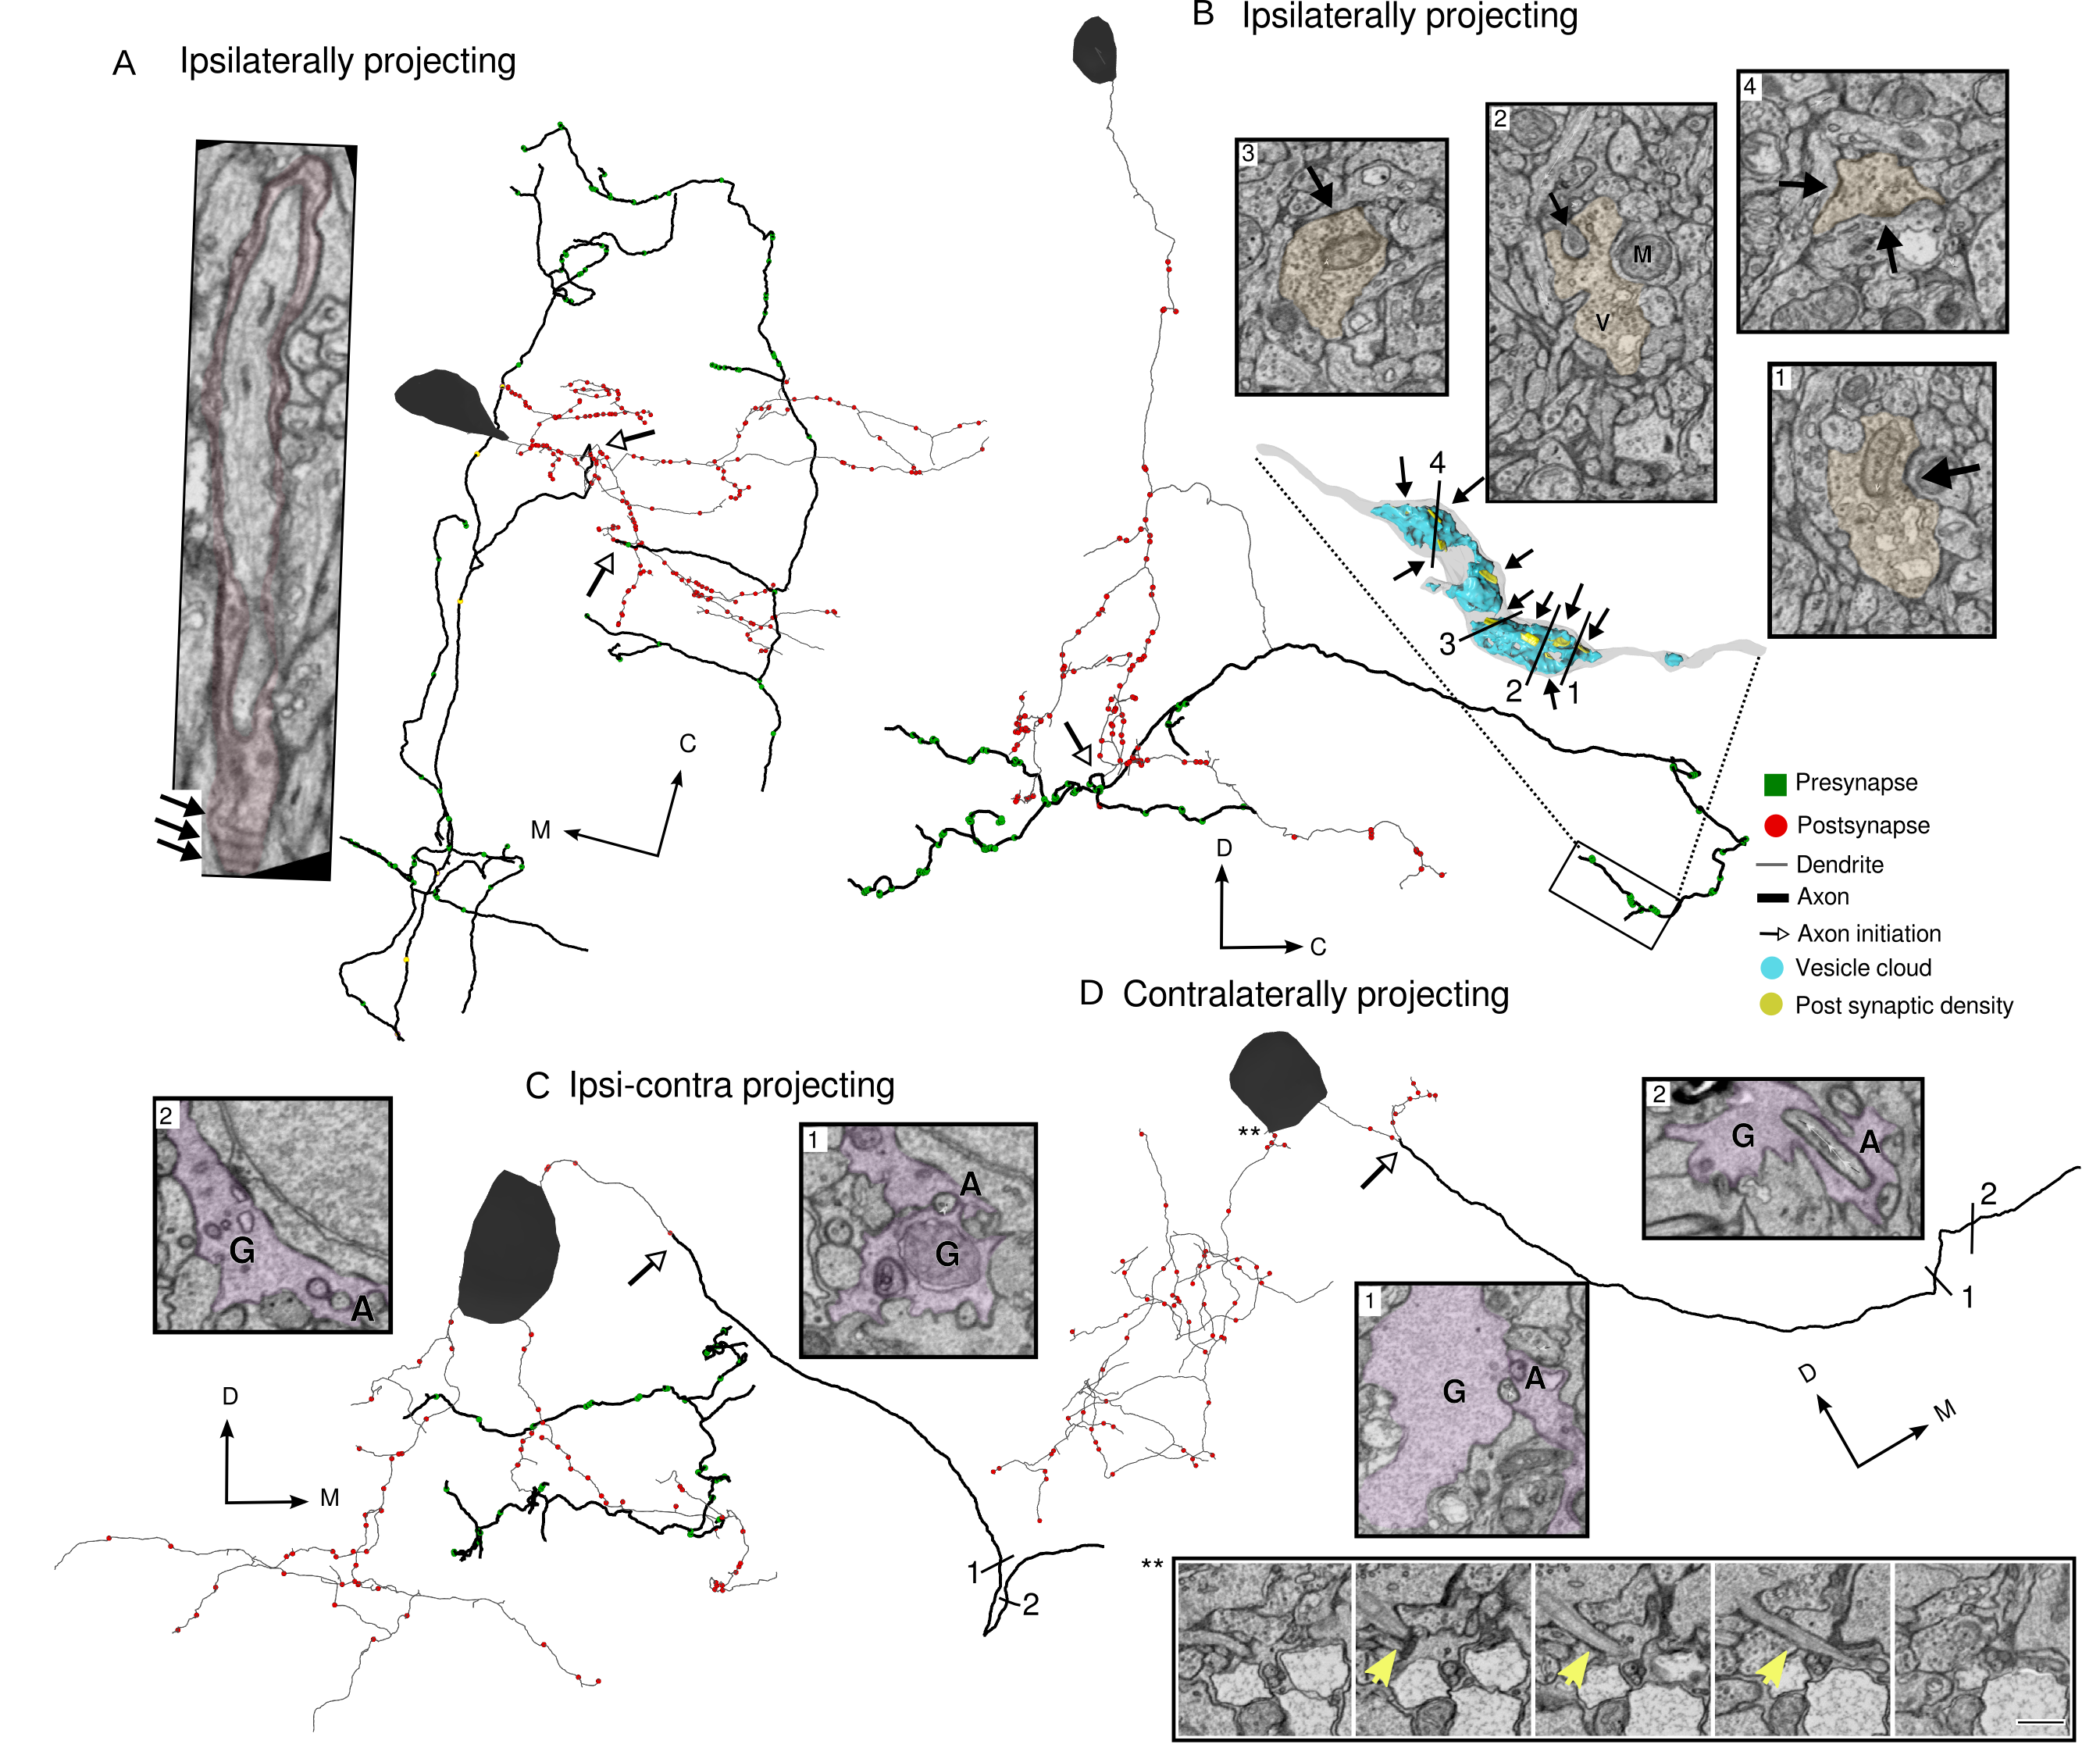 A Ipsilaterally projecting
C
M
B Ipsilaterally projecting
3
2
M
V
4
1
4
3
2
1
D
C
Presynapse
Postsynapse
Dendrite
Axon
Axon initiation
Vesicle cloud
Post synaptic density
C Ipsi-contra projecting
2
G
A
1
A
G
D
M
1
2
D Contralaterally projecting
**
2
G
A
2
1
1
G
A
D
M
**